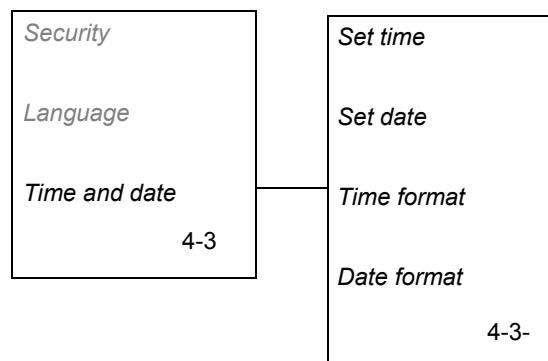 Security
Language
Time and date
4-3
Set time
Set date
Time format
Date format
4-3-